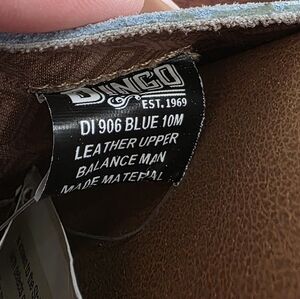 DINGO
EST. 1969
DI 906 BLUE 10M
LEATHER UPPER
BALANCE MAN
MADE MATERIAL